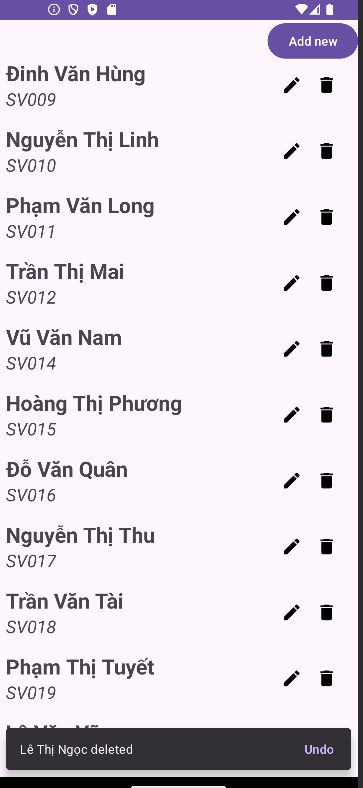 Add new
Đinh Văn Hùng
SV009
Nguyễn Thị Linh
SV010
Phạm Văn Long
SV011
Trần Thị Mai
SV012
Vũ Văn Nam
SV014
Hoàng Thị Phương
SV015
Đỗ Văn Quân
SV016
Nguyễn Thị Thu
SV017
Trần Văn Tài
SV018
Phạm Thị Tuyết
SV019
Lê Thị Ngọc deleted
Undo